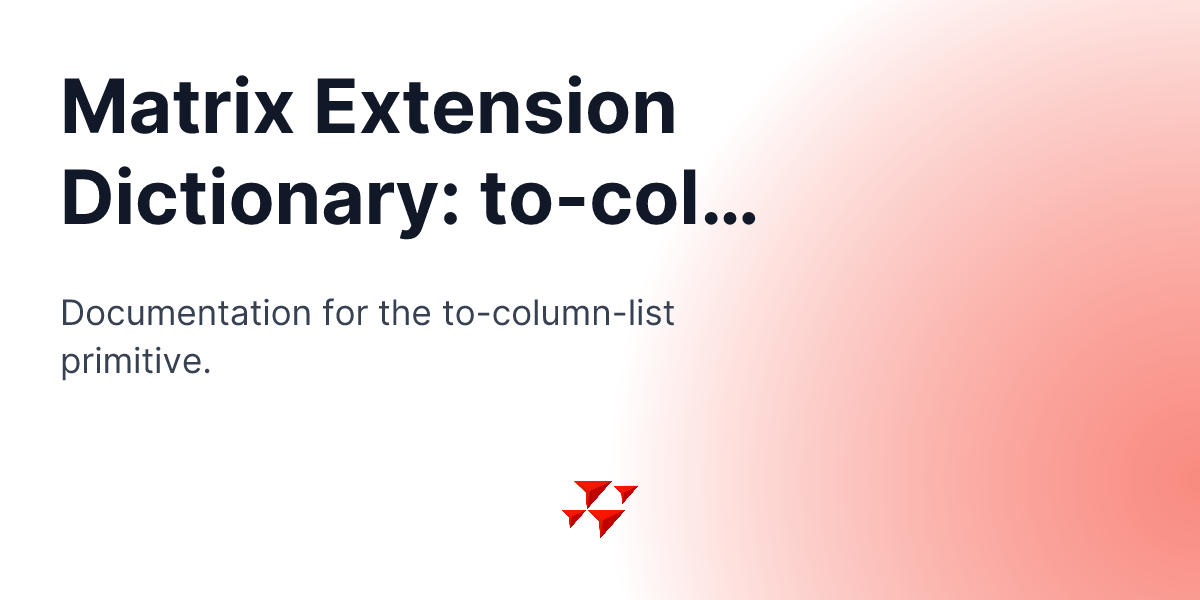 Matrix Extension
Dictionary: to-col...
Documentation for the to-column-list
primitive.